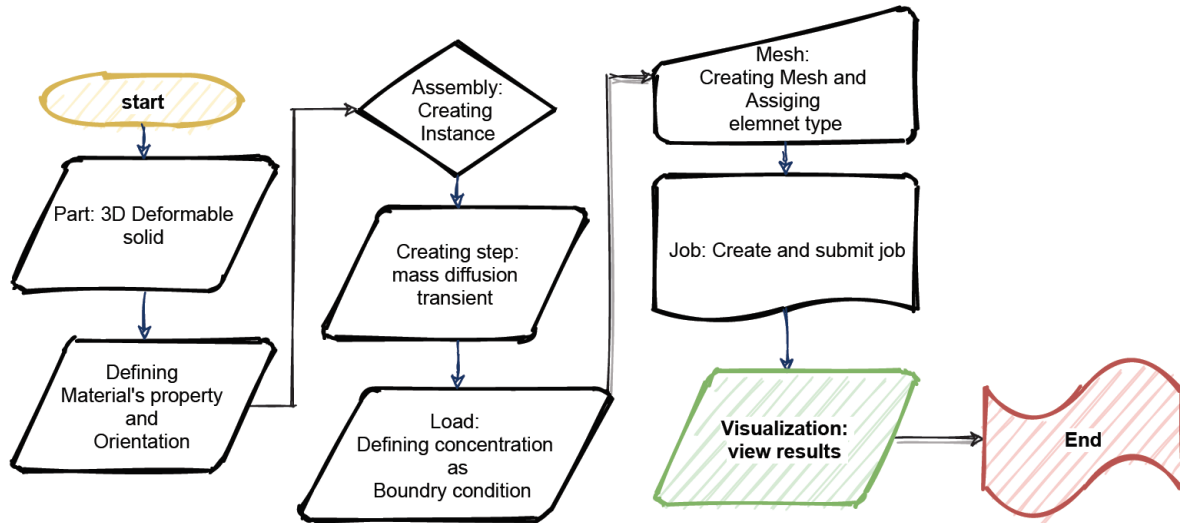 start
Part: 3D Deformable
solid
Defining
Material's property
and
Orientation
Assembly:
Creating
Instance
Creating step:
mass diffusion
transient
Load:
Defining concentration
as
Boundry condition
Mesh:
Creating Mesh and
Assiging
elemnet type
Job: Create and submit job
Visualization:
view results
End